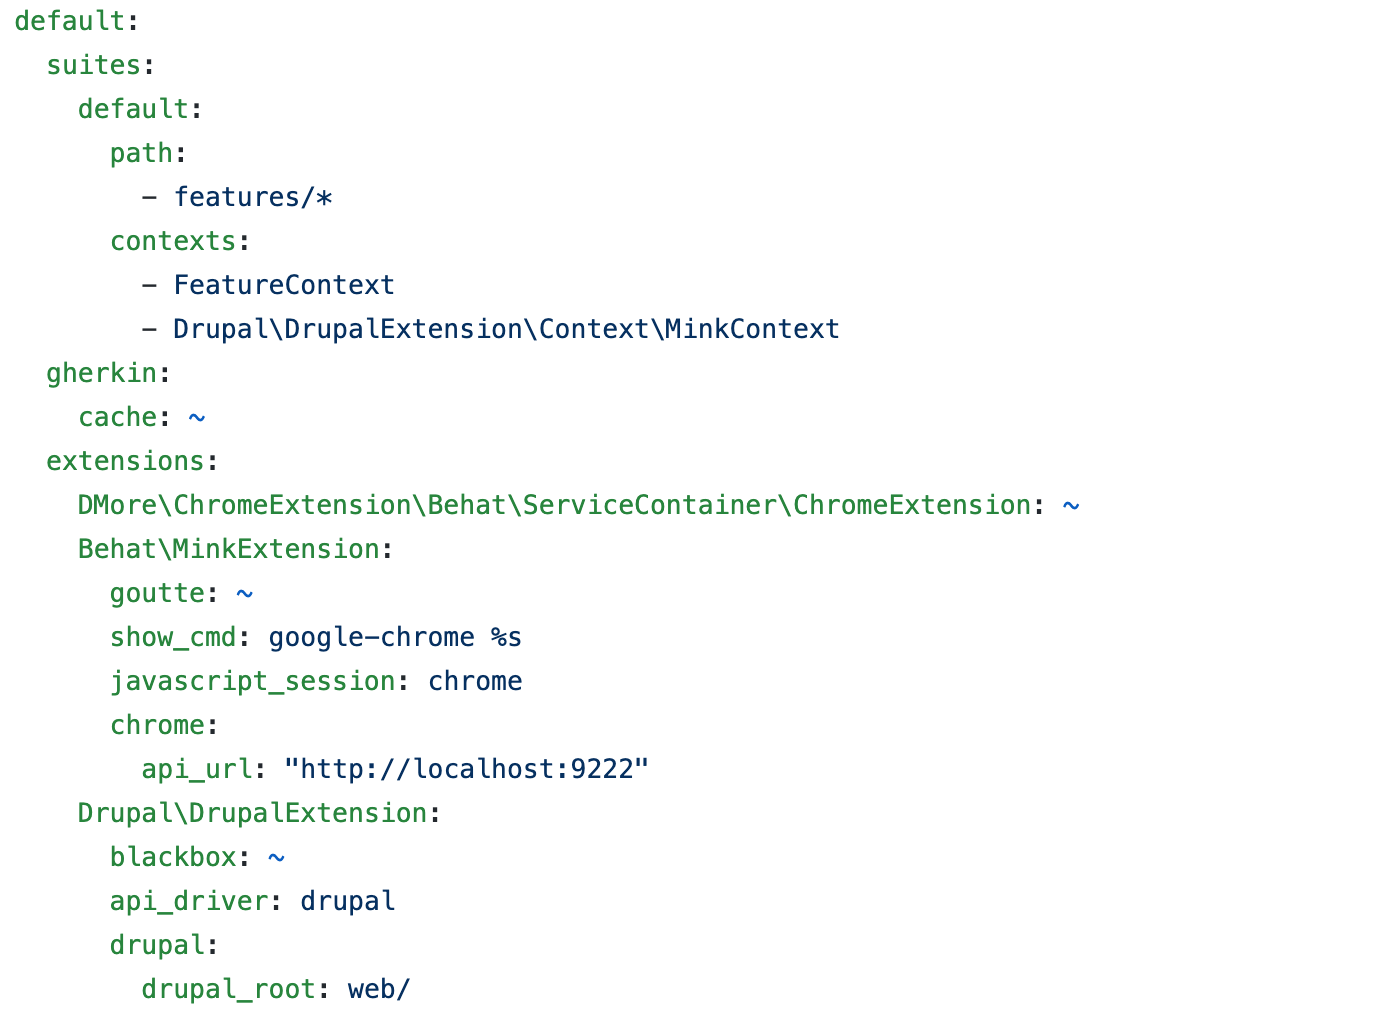 default:
  suites:
    default:
      path:
        - features/*
      contexts:
        - FeatureContext
        - Drupal\DrupalExtension\Context\MinkContext
  gherkin:
    cache: ~
  extensions:
    DMore\ChromeExtension\Behat\ServiceContainer\ChromeExtension: ~
    Behat\MinkExtension:
      goutte: ~
      show_cmd: google-chrome %s
      javascript_session: chrome
      chrome:
        api_url: "http://localhost:9222"
    Drupal\DrupalExtension:
      blackbox: ~
      api_driver: drupal
      drupal:
        drupal_root: web/